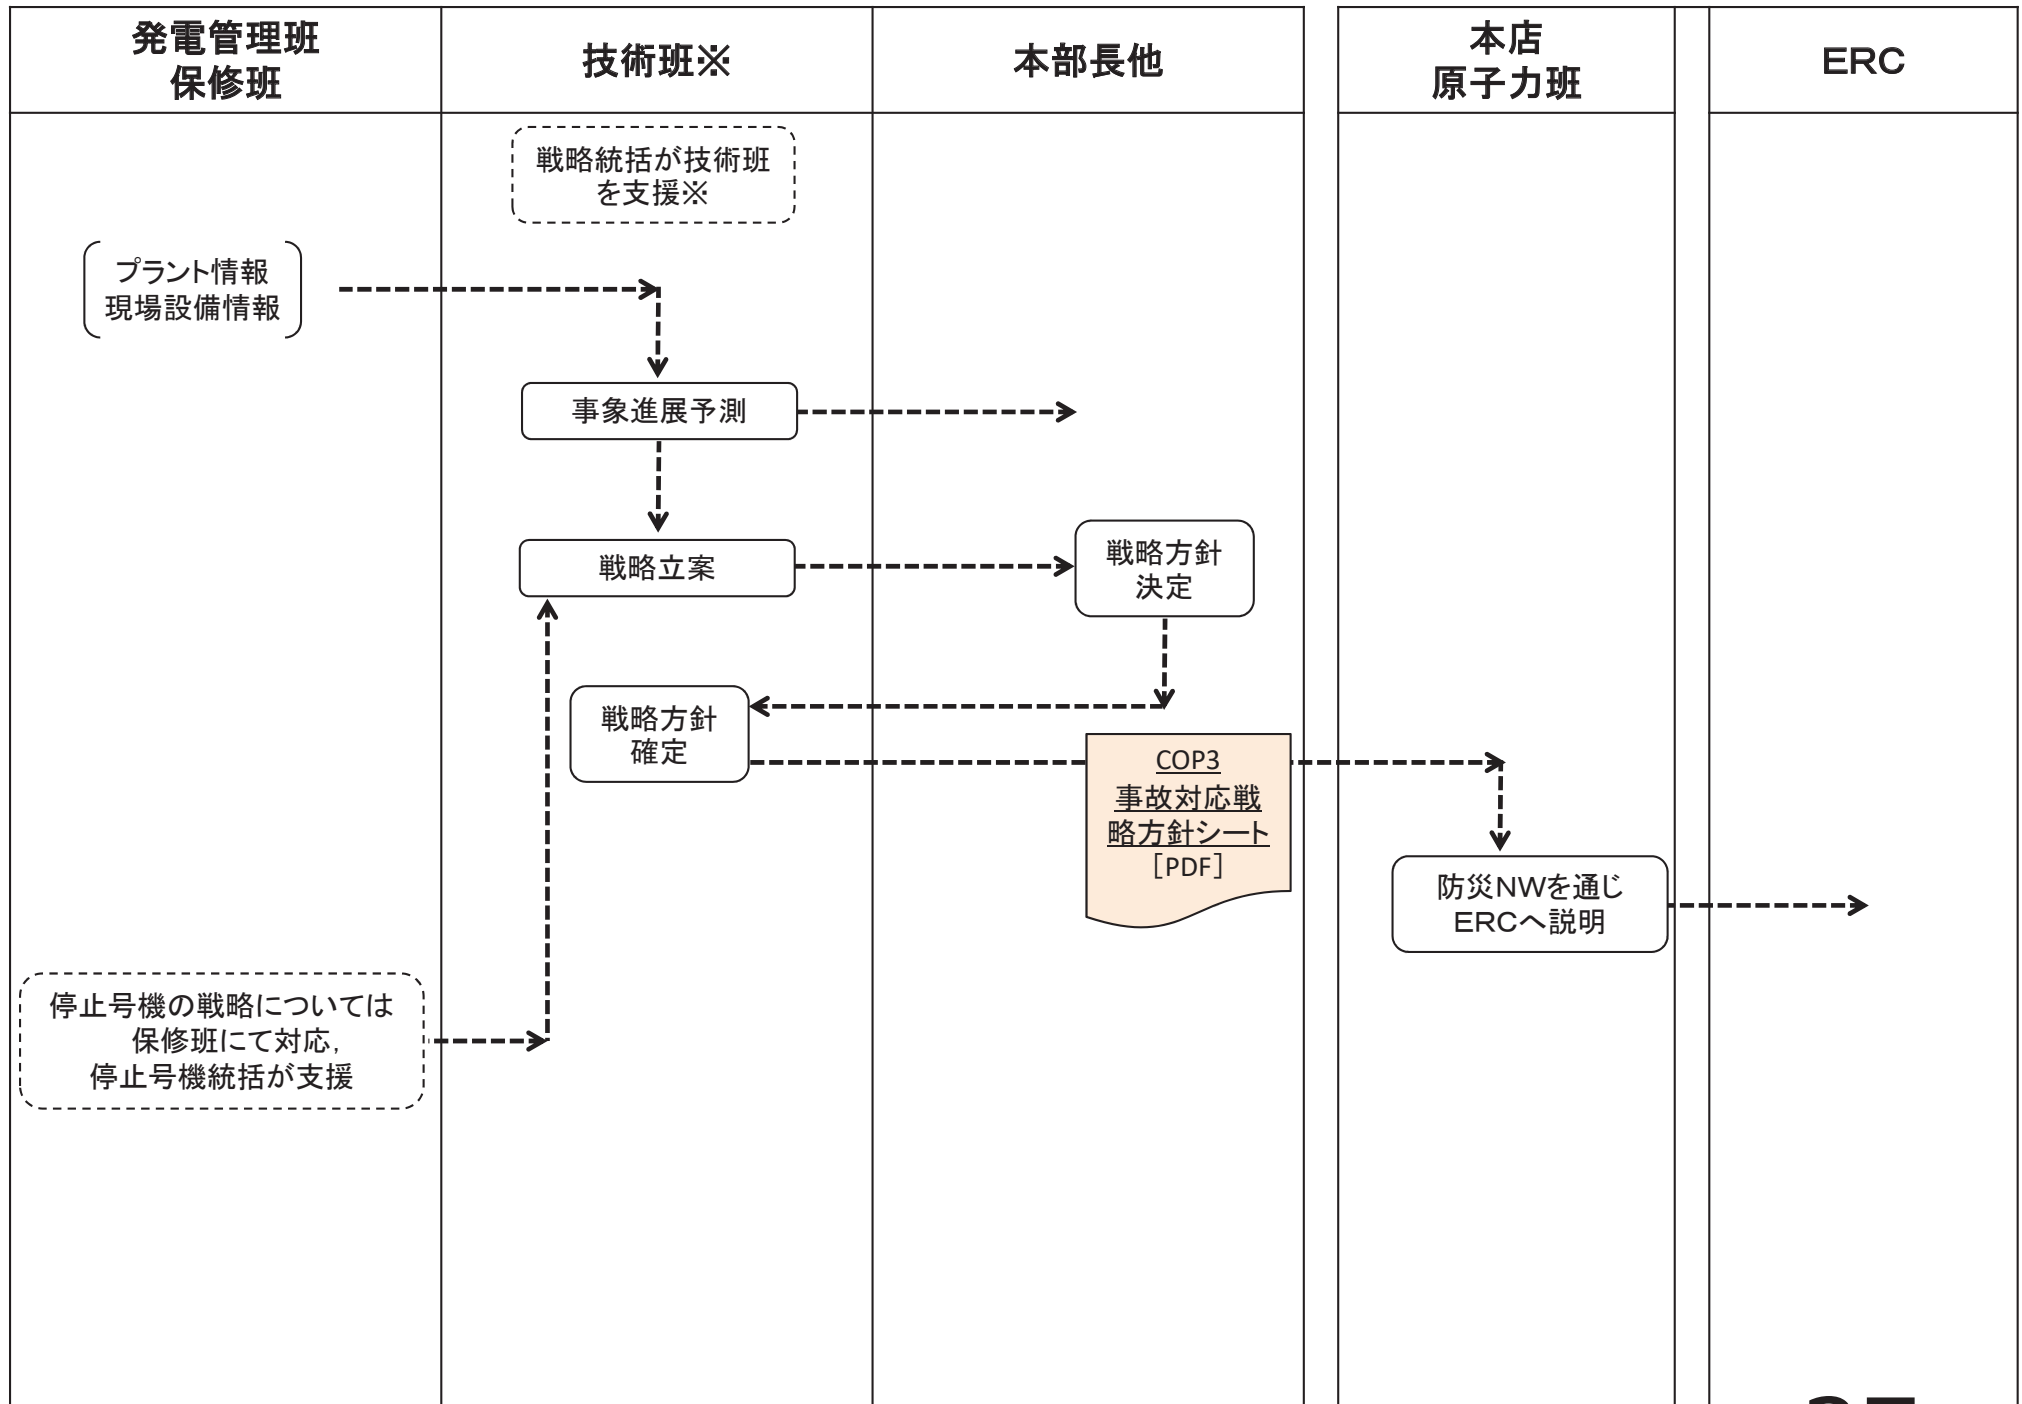 発電管理班
保修班
技術班※
本部長他
本店
原子力班
ERC
戦略統括が技術班
を支援※
プラント情報
現場設備情報
事象進展予測
戦略立案
戦略方針
決定
戦略方針
確定
COP3
事故対応戦
略方針シート
［PDF］
防災NWを通じ
ERCへ説明
停止号機の戦略については
保修班にて対応，
停止号機統括が支援